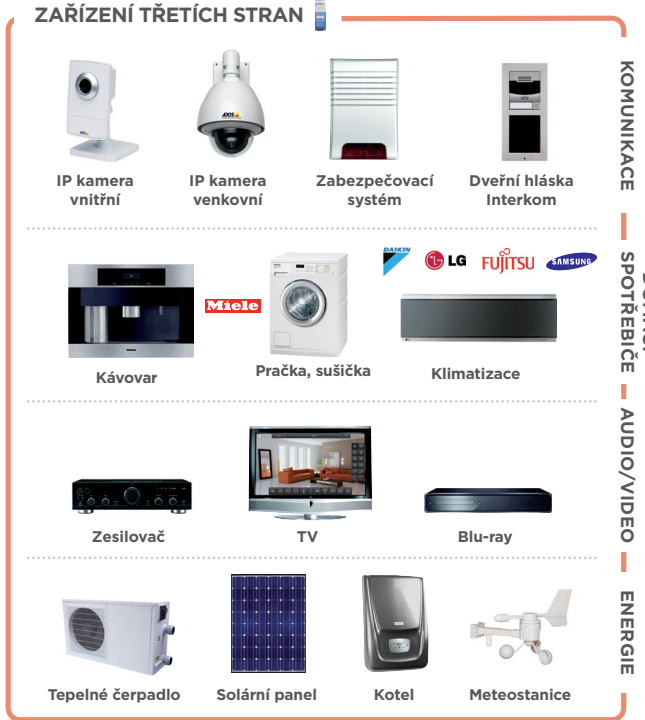 ZAŘÍZENÍ TŘETÍCH STRAN
AXIS
AXIS
IP kamera
vnitřní
IP kamera
venkovní
Zabezpečovací
systém
Dveřní hláska
Interkom
KOMUNIKACE
Miele
DAIKIN
LG
FUJITSU
SAMSUNG
Kávovar
Pračka, sušička
Klimatizace
SPOTŘEBIČE
Zesilovač
TV
Blu-ray
AUDIO/VIDEO
Tepelné čerpadlo
Solární panel
Kotel
Meteostanice
ENERGIE